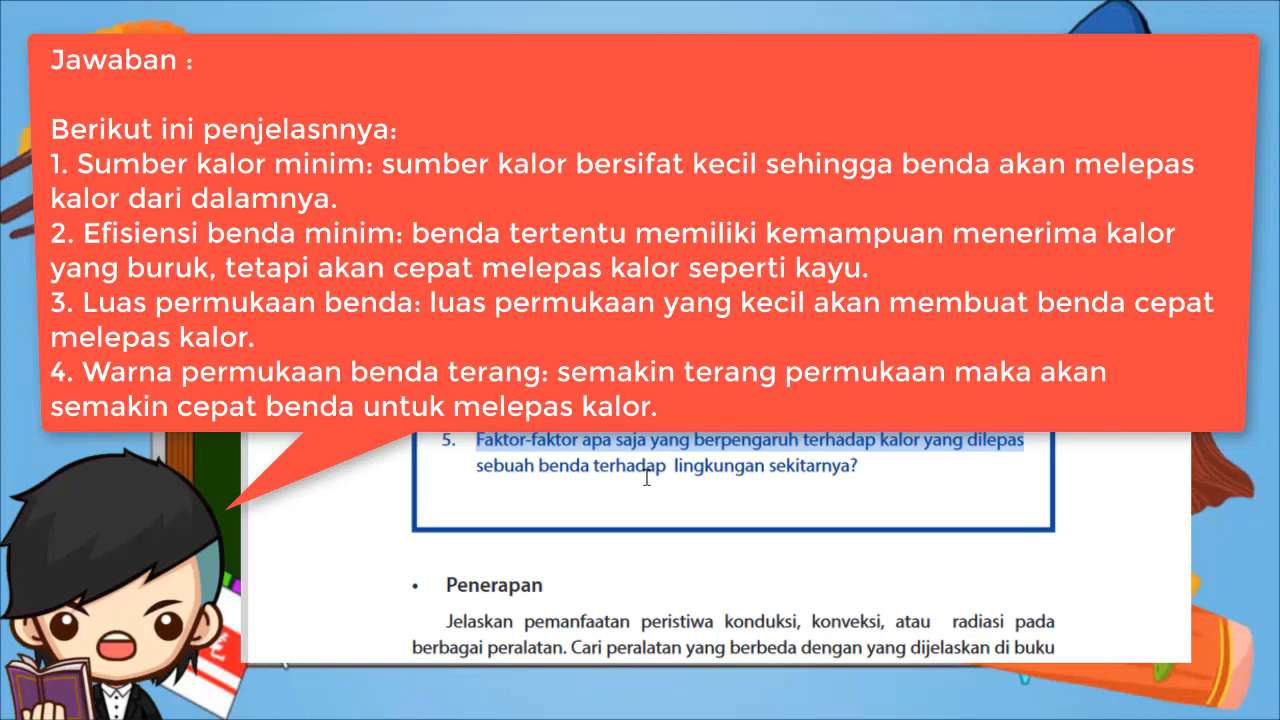 Jawaban :
Berikut ini penjelasnnya:
1. Sumber kalor minim: sumber kalor bersifat kecil sehingga benda akan melepas
kalor dari dalamnya.
2. Efisiensi benda minim: benda tertentu memiliki kemampuan menerima kalor
yang buruk, tetapi akan cepat melepas kalor seperti kayu.
3. Luas permukaan benda: luas permukaan yang kecil akan membuat benda cepat
melepas kalor.
4. Warna permukaan benda terang: semakin terang permukaan maka akan
semakin cepat benda untuk melepas kalor.
5. Faktor-faktor apa saja yang berpengaruh terhadap kalor yang dilepas
sebuah benda terhadap lingkungan sekitarnya?
• Penerapan
Jelaskan pemanfaatan peristiwa konduksi, konveksi, atau radiasi pada
berbagai peralatan. Cari peralatan yang berbeda dengan yang dijelaskan di buku